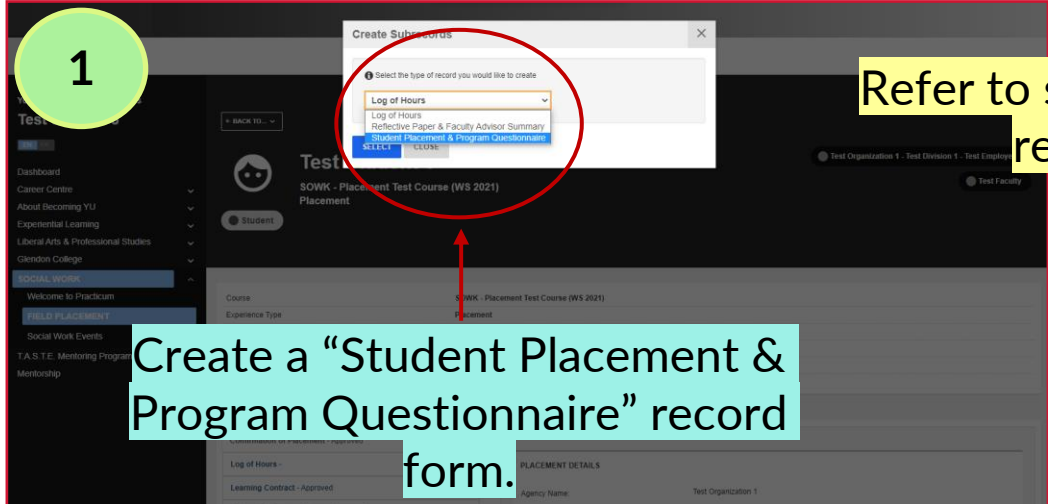 1
Create Subrecords
Select the type of record you would like to create
Log of Hours
Log of Hours
Reflective Paper & Faculty Advisor Summary
Student Placement & Program Questionnaire
SELECT
CLOSE
Refer to
Test
BACK TO...
Test
SOWK - Placement Test Course (WS 2021)
Placement
Student
Test Organization 1 - Test Division 1 - Test
Test Faculty
Dashboard
Career Centre
About Becoming YU
Experiential Learning
Liberal Arts & Professional Studies
Glendon College
SOCIAL WORK
Welcome to Practicum
FIELD PLACEMENT
Social Work Events
T.A.S.T.E. Mentoring Program
Mentorship
Course
SOWK - Placement Test Course (WS 2021)
Experience Type
Placement
Create a “Student Placement &
Program Questionnaire” record
form.
Confirmation of Placement - Approved
Log of Hours -
Learning Contract - Approved
PLACEMENT DETAILS
Agency Name:
Test Organization 1